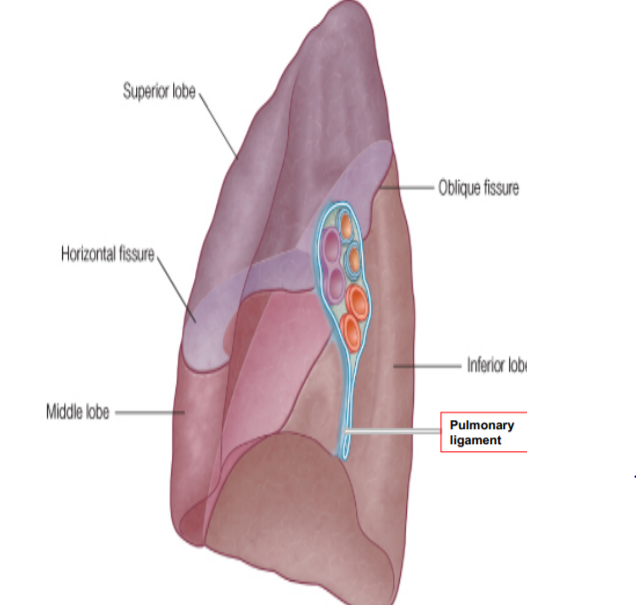 Superior lobe
Oblique fissure
Horizontal fissure
Inferior lob
Middle lobe
Pulmonary
ligament